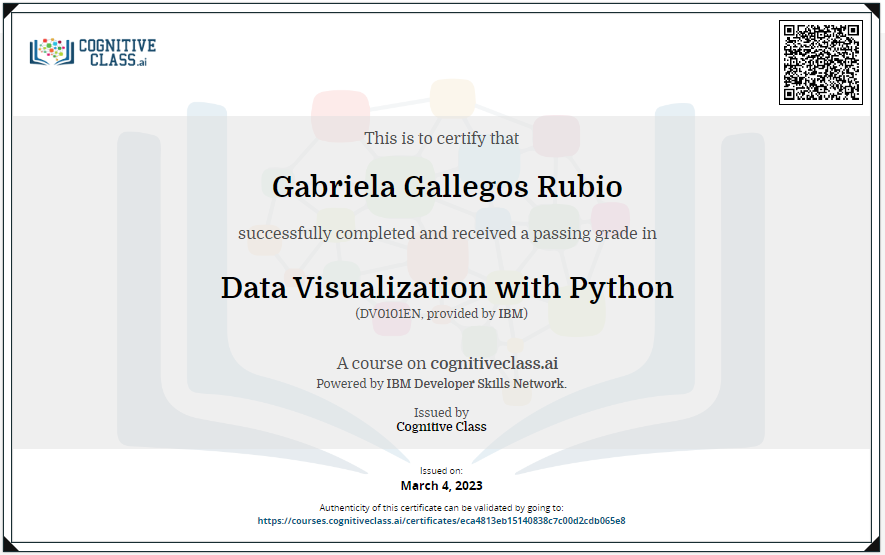 COGNITIVE
CLASS.ai
This is to certify that
Gabriela Gallegos Rubio
successfully completed and received a passing grade in
Data Visualization with Python
(DV0101EN, provided by IBM)
A course on cognitiveclass.ai
Powered by IBM Developer Skills Network.
Issued by
Cognitive Class
Issued on:
March 4, 2023
Authenticity of this certificate can be validated by going to:
https://courses.cognitiveclass.ai/certificates/eca4813eb15140838c7c00d2cdb065e8